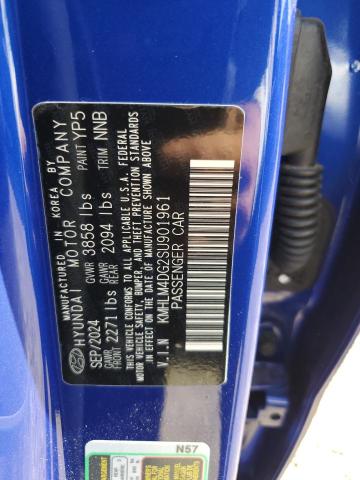 MANUFACTURED IN KOREA BY
HYUNDAI MOTOR COMPANY
SEP/2024 GVWR 3858 lbs PAINT YP5
GAWR FRONT 2271 lbs GAWR REAR 2094 lbs TRIM NNB
THIS VEHICLE CONFORMS TO ALL APPLICABLE U.S.A. FEDERAL
MOTOR VEHICLE SAFETY, BUMPER, AND THEFT PREVENTION
STANDARDS IN EFFECT ON THE DATE OF MANUFACTURE SHOWN ABOVE
V.I.N KMHLM4DG2SU901961
PASSENGER CAR
N57